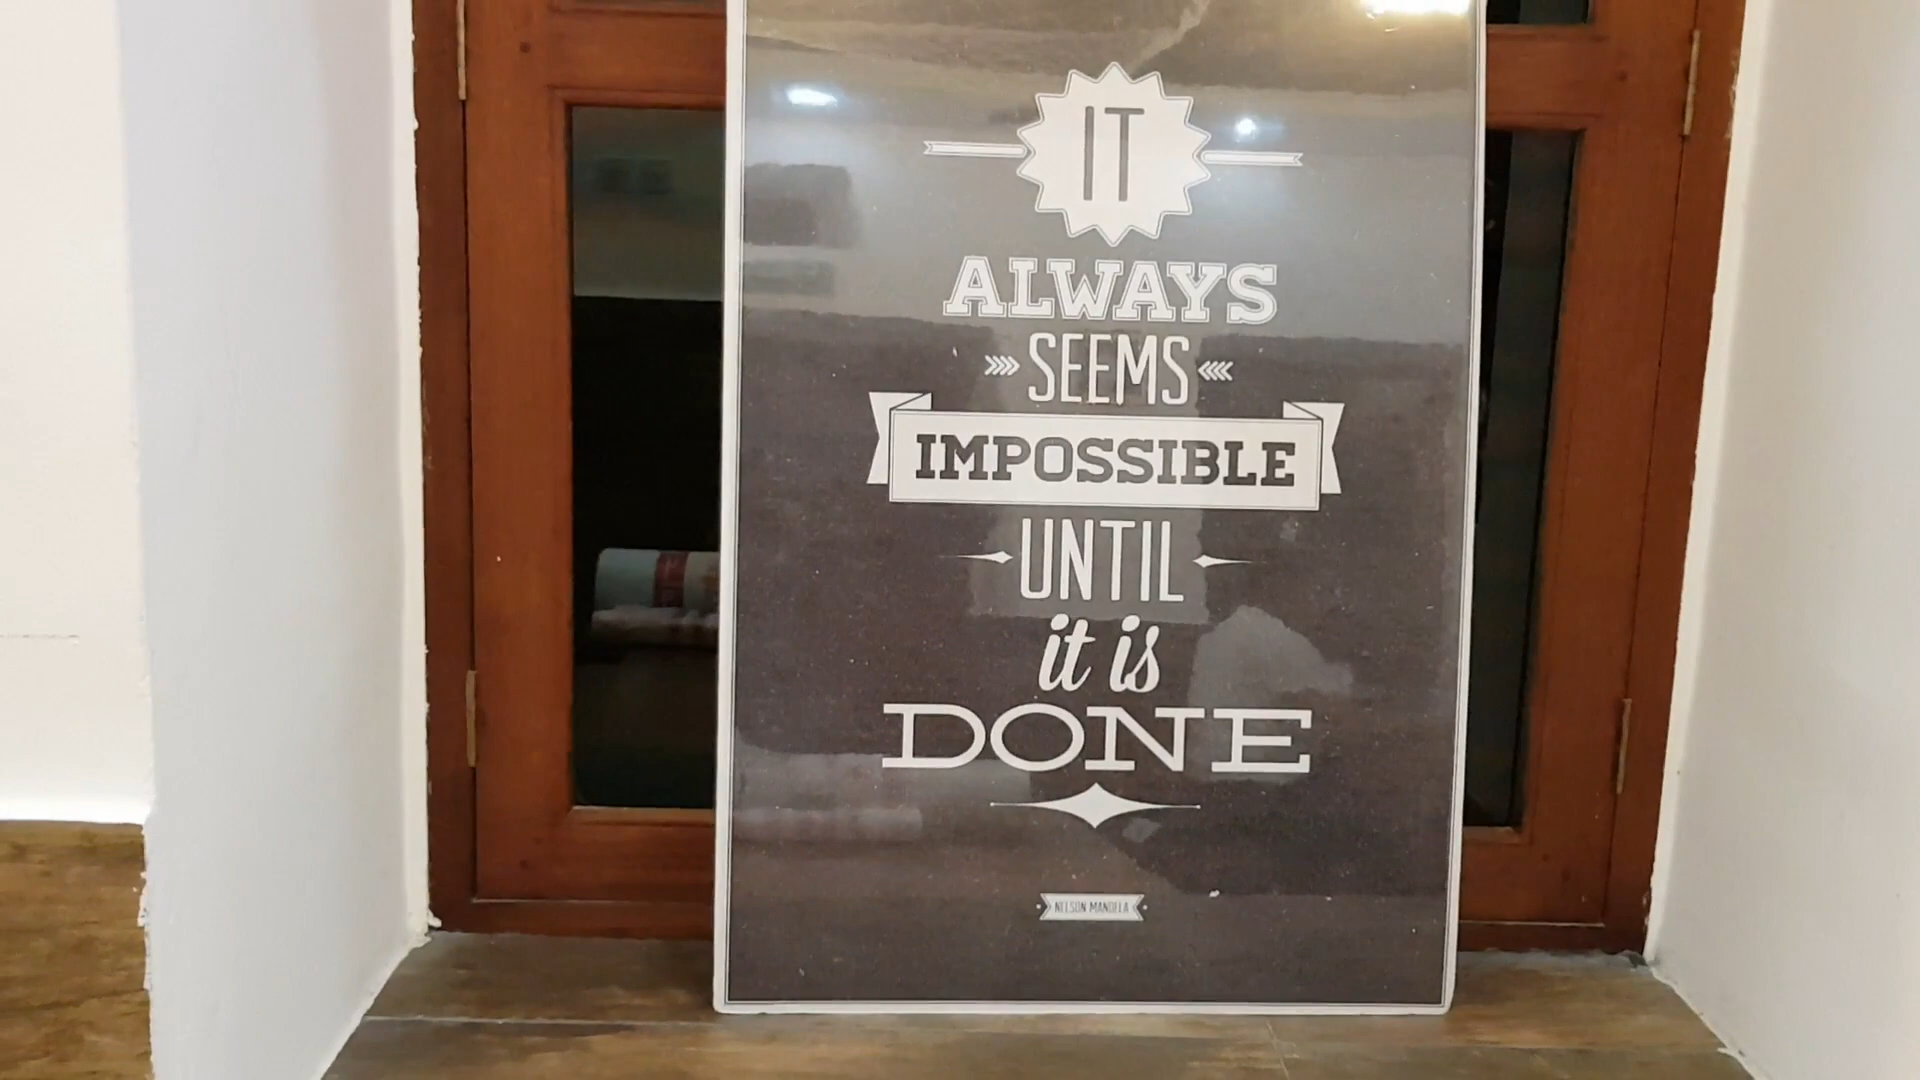 IT
ALWAYS
SEEMS
IMPOSSIBLE
UNTIL
it is
DONE
NELSON MANDELA